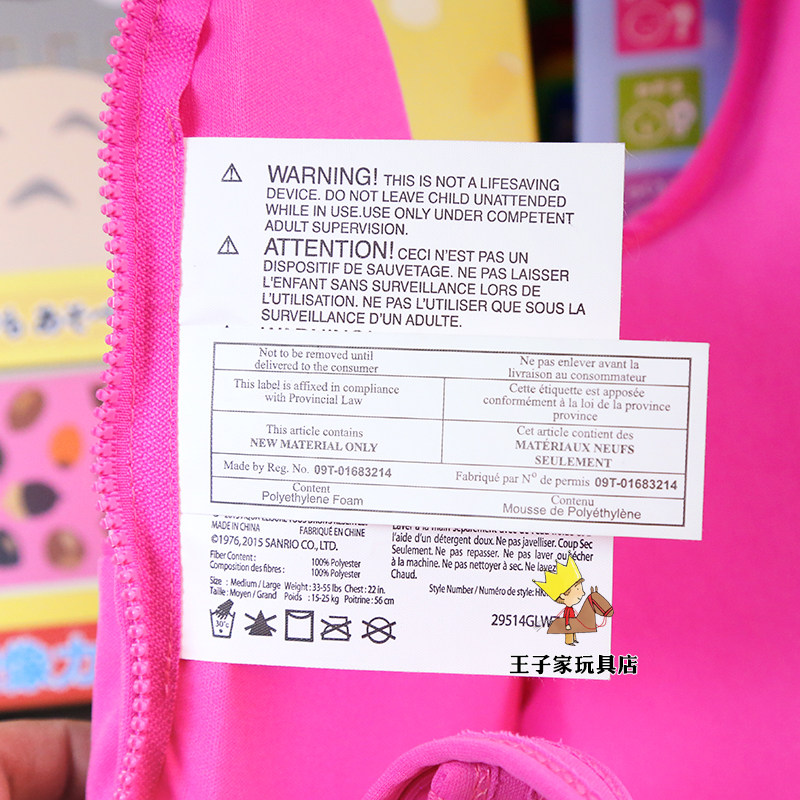 WARNING! THIS IS NOT A LIFESAVING
DEVICE. DO NOT LEAVE CHILD UNATTENDED
WHILE IN USE.USE ONLY UNDER COMPETENT
ADULT SUPERVISION.
ATTENTION! CECI N'EST PAS UN
DISPOSITIF DE SAUVETAGE. NE PAS LAISSER
L'ENFANT SANS SURVEILLANCE LORS DE
L'UTILISATION. NE PAS L'UTILISER QUE SOUS LA
SURVEILLANCE D'UN ADULTE.
Not to be removed until
delivered to the consumer
Ne pas enlever avant la
livraison au consommateur
This label is affixed in compliance
with Provincial Law
Cette étiquette est apposée
conformément à la loi de la province
province
This article contains
NEW MATERIAL ONLY
Cet article contient des
MATÉRIAUX NEUFS
SEULEMENT
Made by Reg. No. 09T-01683214
Fabriqué par Nº de permis 09T-01683214
Content
Polyethylene Foam
Contenu
Mousse de Polyéthylène
MADE IN CHINA FABRIQUÉ EN CHINE
©1976, 2015 SANRIO CO., LTD.
Fiber Content: 100% Polyester
Composition des fibres: 100% Polyester
Size : Medium / Large Weight : 33-55 lbs Chest : 22 in.
Taille : Moyen / Grand Poids : 15-25 kg Poitrine : 56 cm
30°c
l'aide d'un détergent doux. Ne pas javelliser. Coup Sec
Seulement. Ne pas repasser. Ne pas laver ou sécher
à la machine. Ne pas nettoyer à sec. Ne lavez
Chaud.
Style Number / Numéro de style:
29514GLW
王子家玩具店